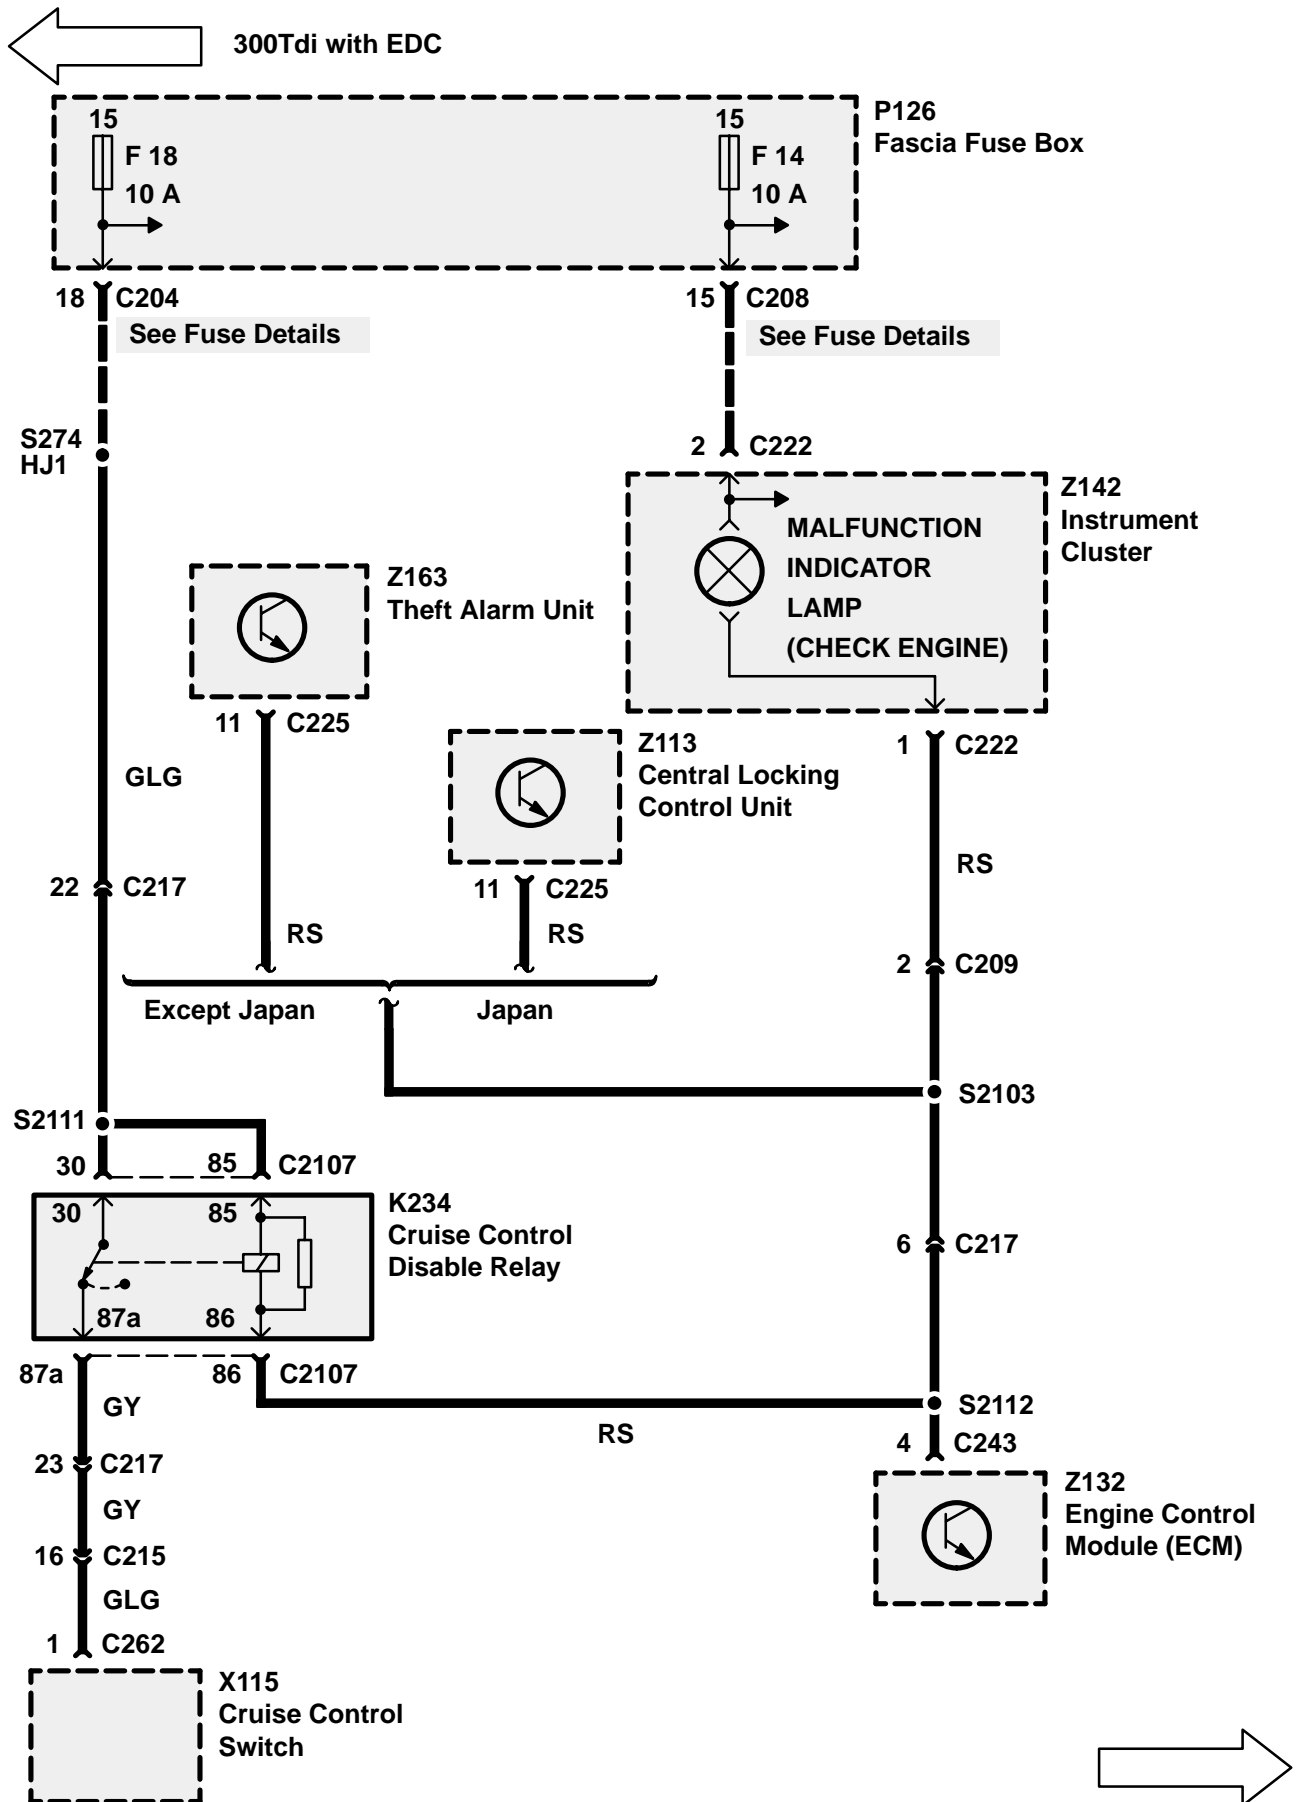 300Tdi with EDC
P126
Fascia Fuse Box
15
F 18
10 A
15
F 14
10 A
18 C204
See Fuse Details
15 C208
See Fuse Details
S274
HJ1
2 C222
Z142
Instrument
Cluster
MALFUNCTION
INDICATOR
LAMP
(CHECK ENGINE)
Z163
Theft Alarm Unit
11 C225
1 C222
Z113
Central Locking
Control Unit
GLG
RS
22 C217
11 C225
RS
RS
2 C209
Except Japan
Japan
S2103
S2111
30
85 C2107
30
85
K234
Cruise Control
Disable Relay
6 C217
87a
86
87a
86 C2107
GY
S2112
RS
4 C243
23 C217
Z132
Engine Control
Module (ECM)
GY
16 C215
GLG
1 C262
X115
Cruise Control
Switch